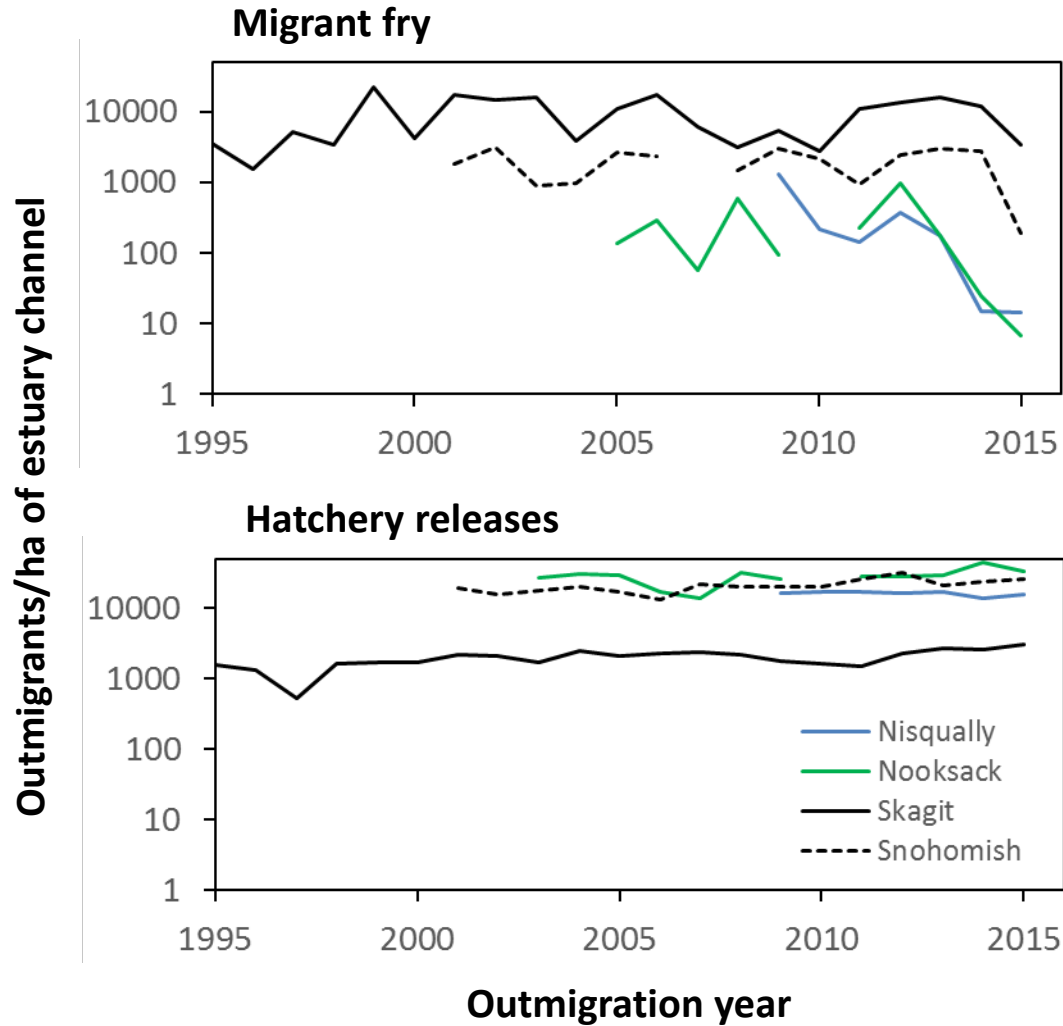 Migrant fry
Outmigrants/ha of estuary channel
10000
1000
100
10
1
1995 2000 2005 2010 2015
Hatchery releases
10000
1000
100
10
1
Nisqually
Nooksack
Skagit
Snohomish
1995 2000 2005 2010 2015
Outmigration year